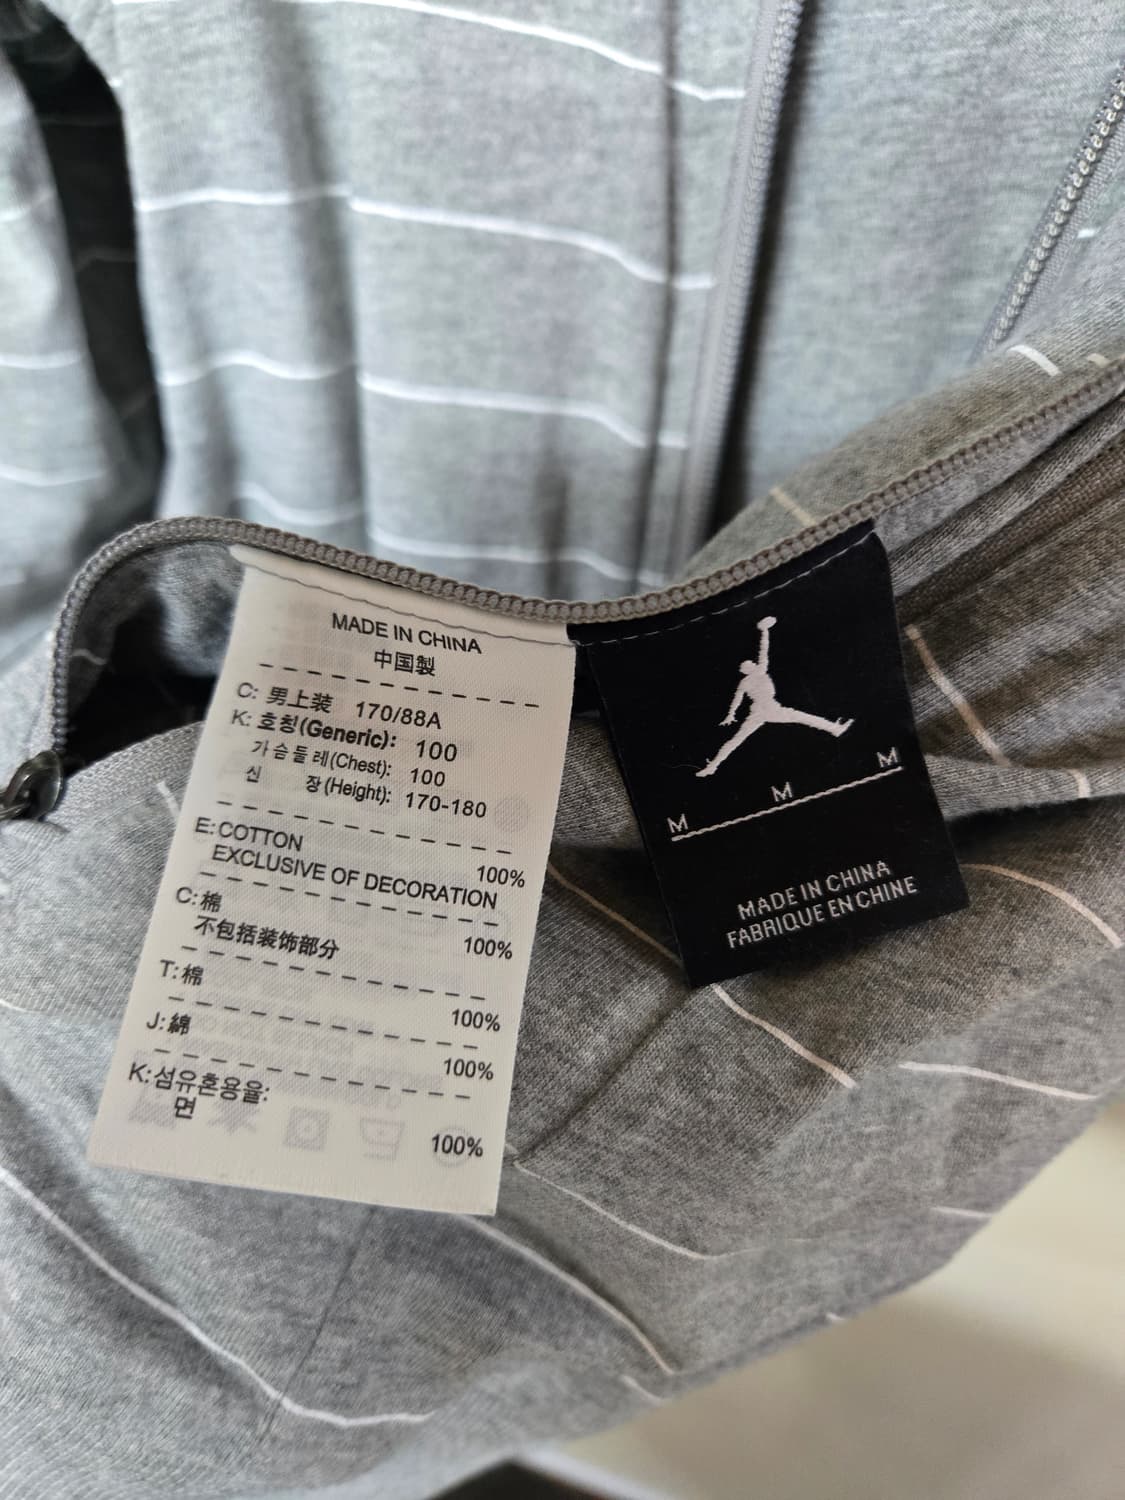 MADE IN CHINA
中国製
C: 男上装 170/88A
K: 호칭(Generic): 100
가슴둘레(Chest): 100
신 장(Height): 170-180
E: COTTON 100%
EXCLUSIVE OF DECORATION
C: 棉 100%
不包括装饰部分
T: 棉 100%
J: 綿 100%
K: 섬유혼용율:
면 100%
M M M
MADE IN CHINA
FABRIQUE EN CHINE